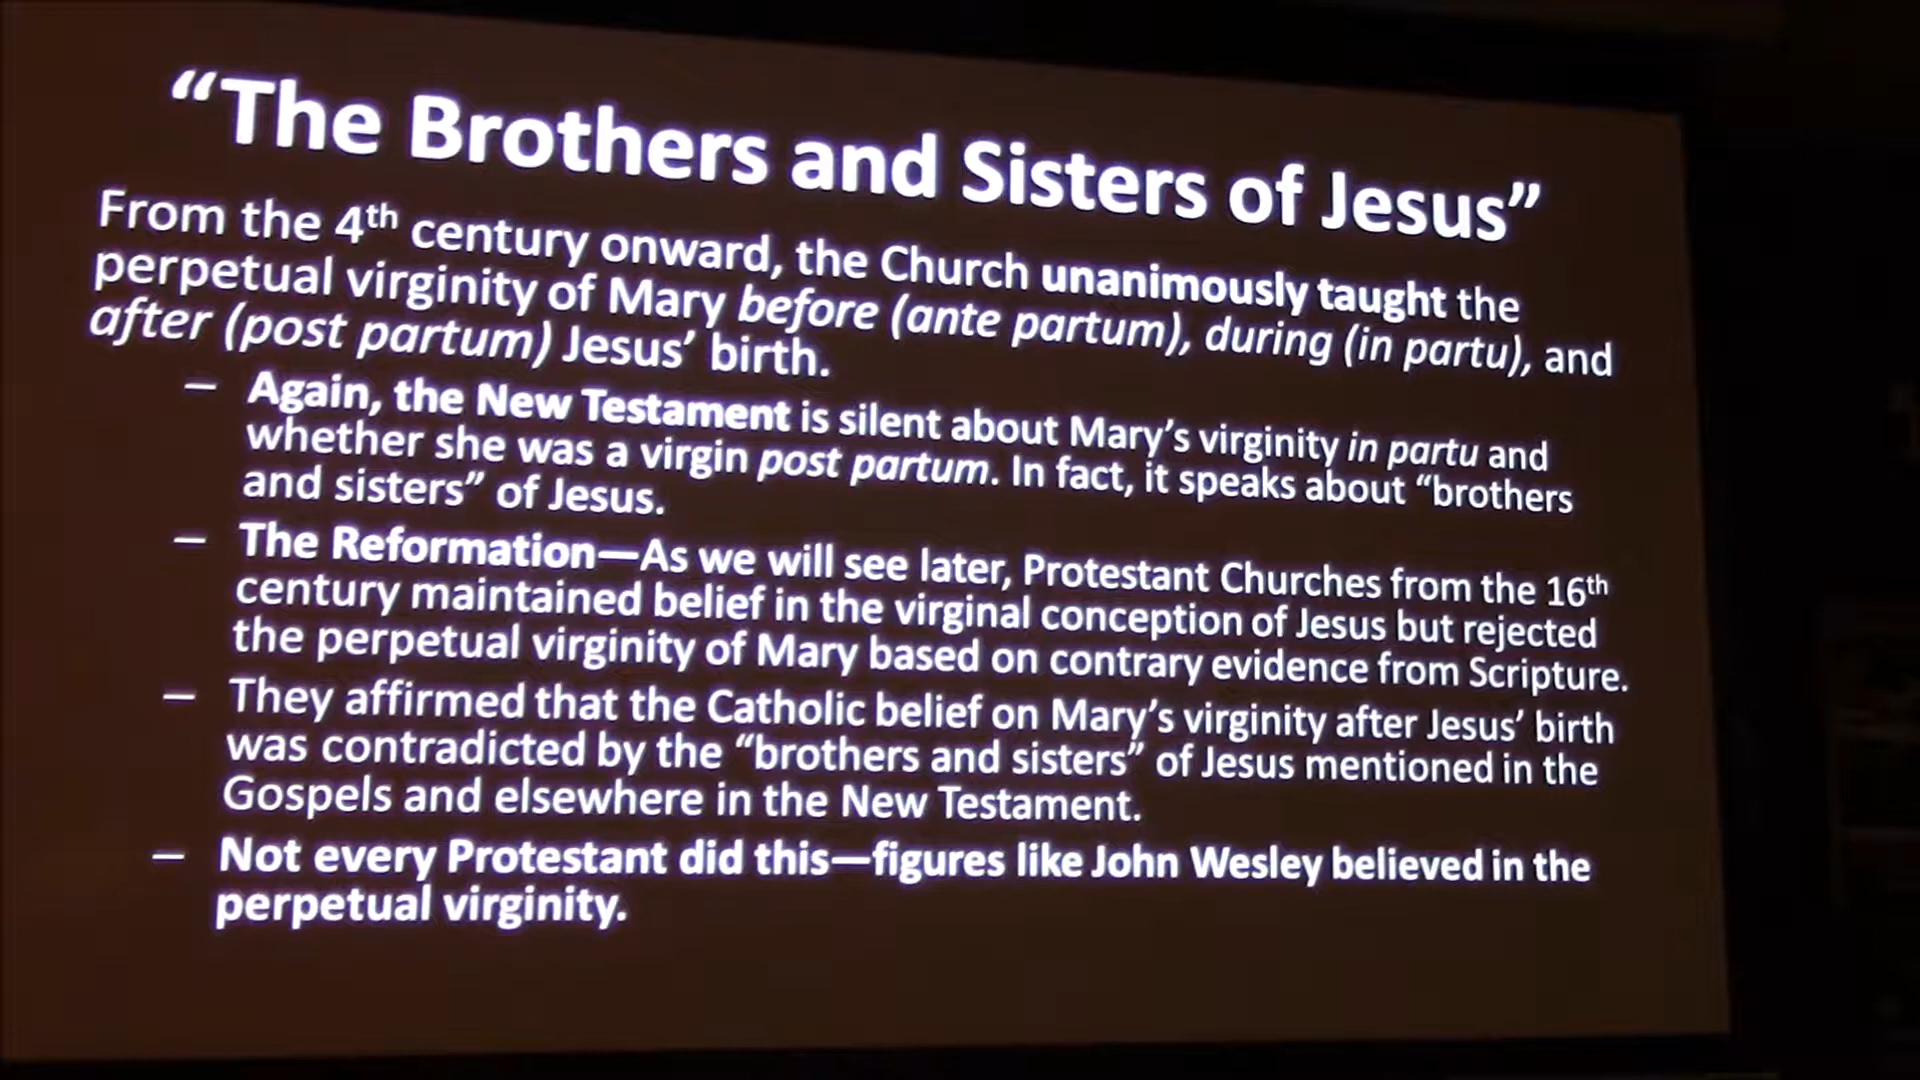 “The Brothers and Sisters of Jesus”
From the 4th century onward, the Church unanimously taught the
perpetual virginity of Mary before (ante partum), during (in partu), and
after (post partum) Jesus’ birth.
– Again, the New Testament is silent about Mary’s virginity in partu and
whether she was a virgin post partum. In fact, it speaks about “brothers
and sisters” of Jesus.
– The Reformation—As we will see later, Protestant Churches from the 16th
century maintained belief in the virginal conception of Jesus but rejected
the perpetual virginity of Mary based on contrary evidence from Scripture.
– They affirmed that the Catholic belief on Mary’s virginity after Jesus’ birth
was contradicted by the “brothers and sisters” of Jesus mentioned in the
Gospels and elsewhere in the New Testament.
– Not every Protestant did this—figures like John Wesley believed in the
perpetual virginity.